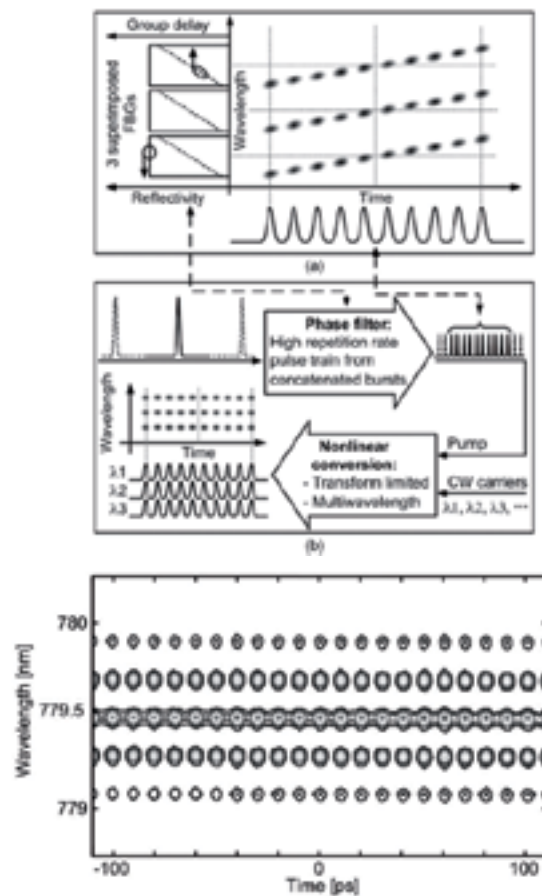 Group delay
3 superimposed
FBGs
Wavelength
Reflectivity
Time
(a)
Phase filter:
High repetition rate
pulse train from
concatenated bursts
Wavelength
Time
λ1
λ2
λ3
Nonlinear
conversion:
- Transform limited
- Multiwavelength
Pump
CW carriers
λ1, λ2, λ3, ...
(b)
Wavelength [nm]
780
779.5
779
-100
0
100
Time [ps]